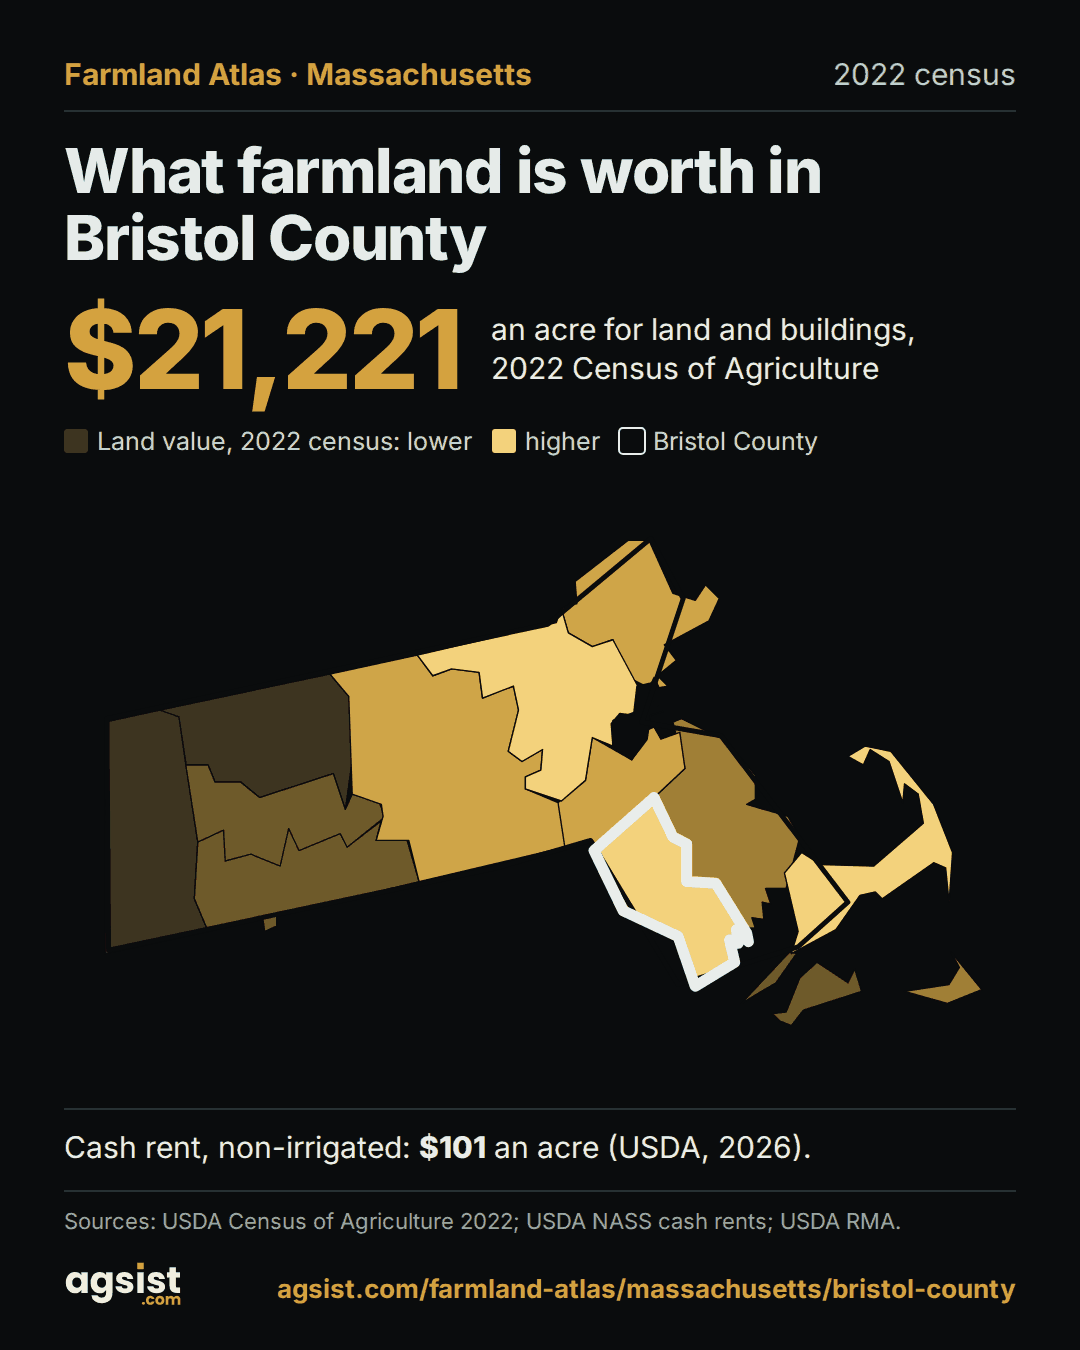 Farmland Atlas · Massachusetts
2022 census
What farmland is worth in
Bristol County
$21,221
an acre for land and buildings,
2022 Census of Agriculture
Land value, 2022 census: lower
higher
Bristol County
Cash rent, non-irrigated: $101 an acre (USDA, 2026).
Sources: USDA Census of Agriculture 2022; USDA NASS cash rents; USDA RMA.
agsist
.com
agsist.com/farmland-atlas/massachusetts/bristol-county